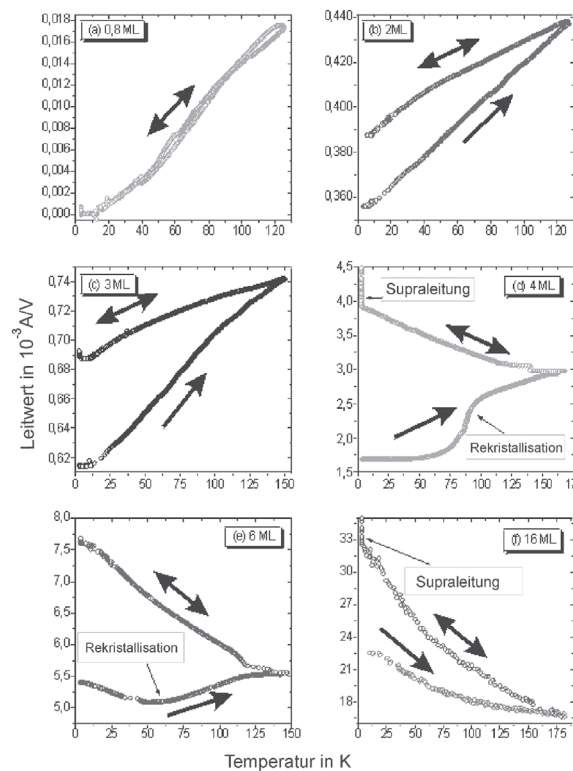 0,018
0,016
0,014
0,012
0,010
0,008
0,006
0,004
0,002
0,000
(a) 0,8 ML
0 20 40 60 80 100 120
0,440
0,420
0,400
0,380
0,360
(b) 2ML
0 20 40 60 80 100 120
Leitwert in 10⁻³A/V
0,74
0,72
0,70
0,68
0,66
0,64
0,62
(c) 3ML
0 25 50 75 100 125 150
4,5
4,0
3,5
3,0
2,5
2,0
1,5
(d) 4ML
Supraleitung
Rekristallisation
0 25 50 75 100 125 150 17
8,0
7,5
7,0
6,5
6,0
5,5
5,0
(e) 6 ML
Rekristallisation
0 25 50 75 100 125 150
33
30
27
24
21
18
(f) 16ML
Supraleitung
0 25 50 75 100 125 150 175
Temperatur in K